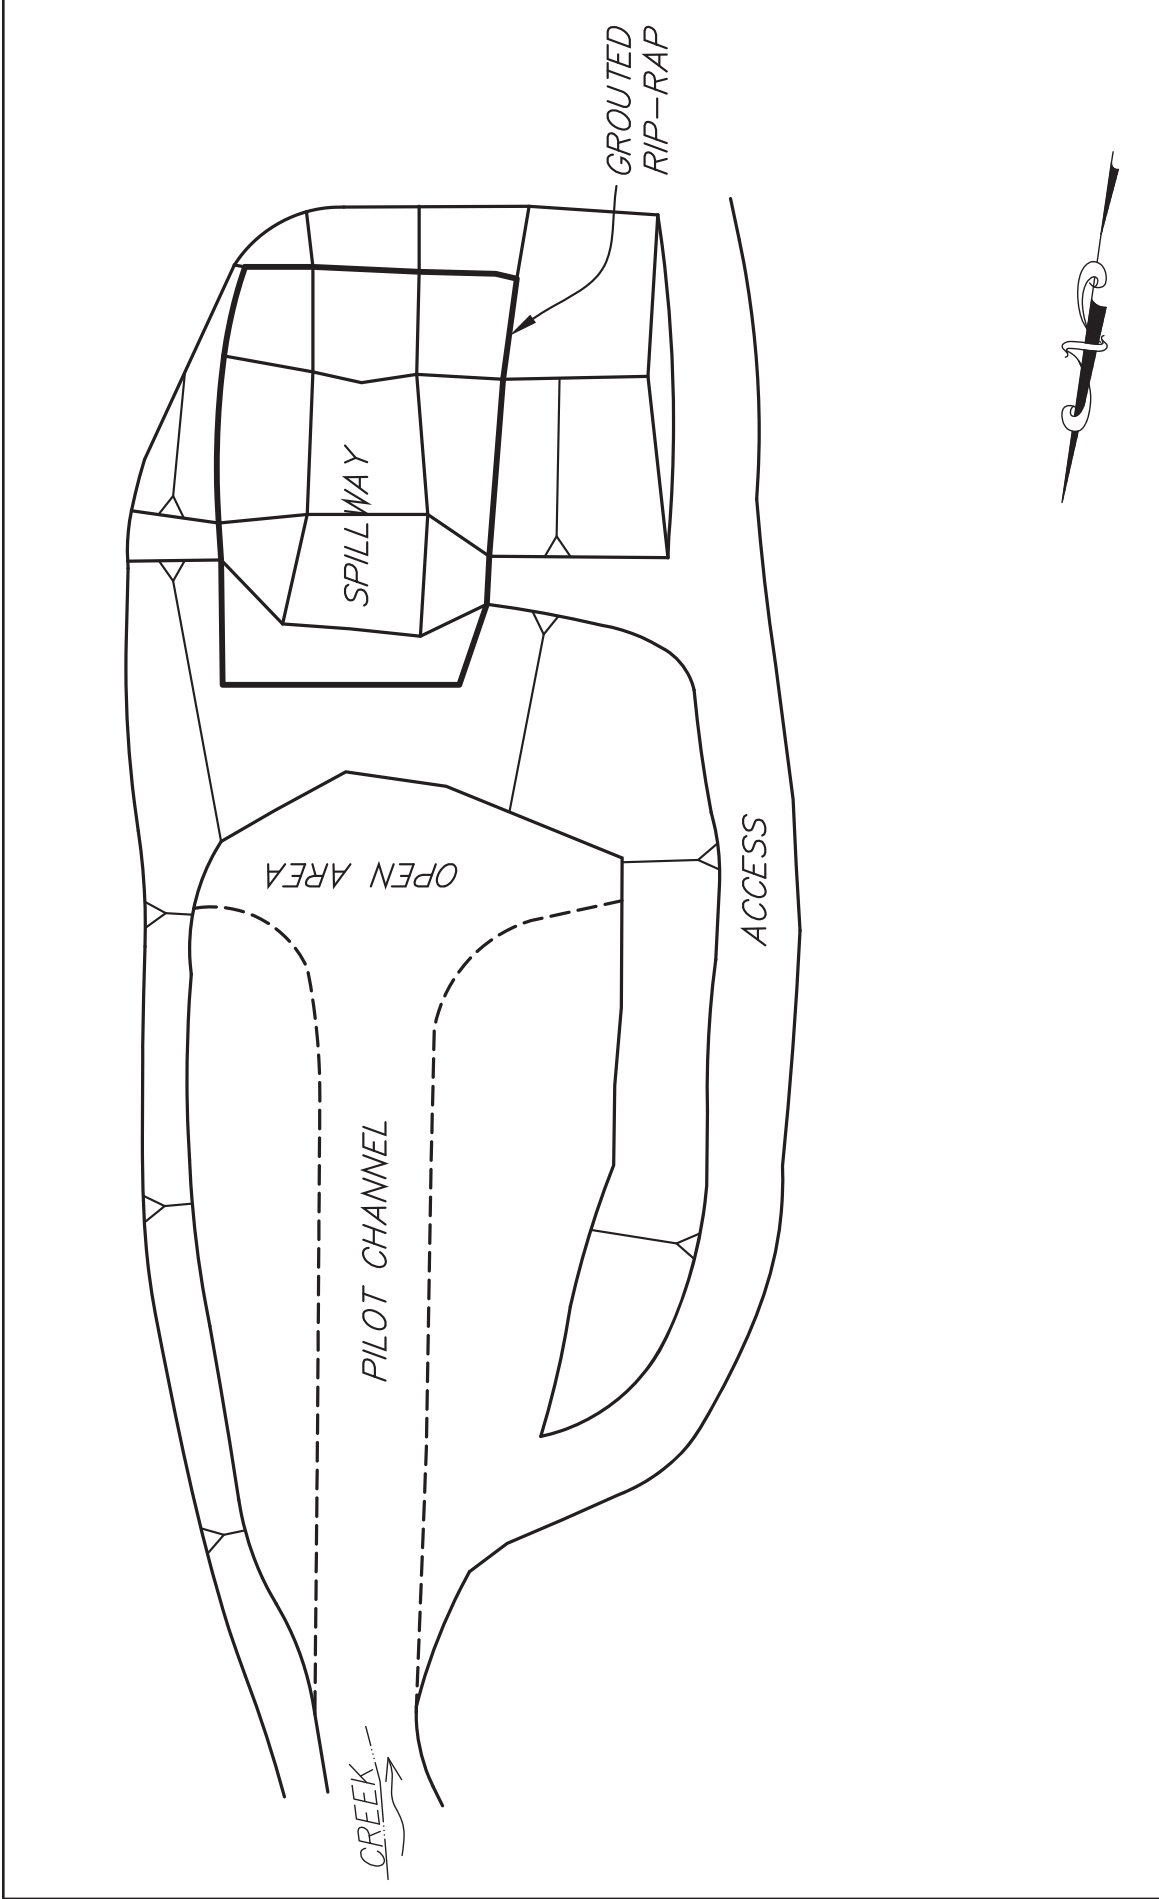 GROUTED
RIP-RAP
SPILLWAY
OPEN AREA
ACCESS
PILOT CHANNEL
CREEK